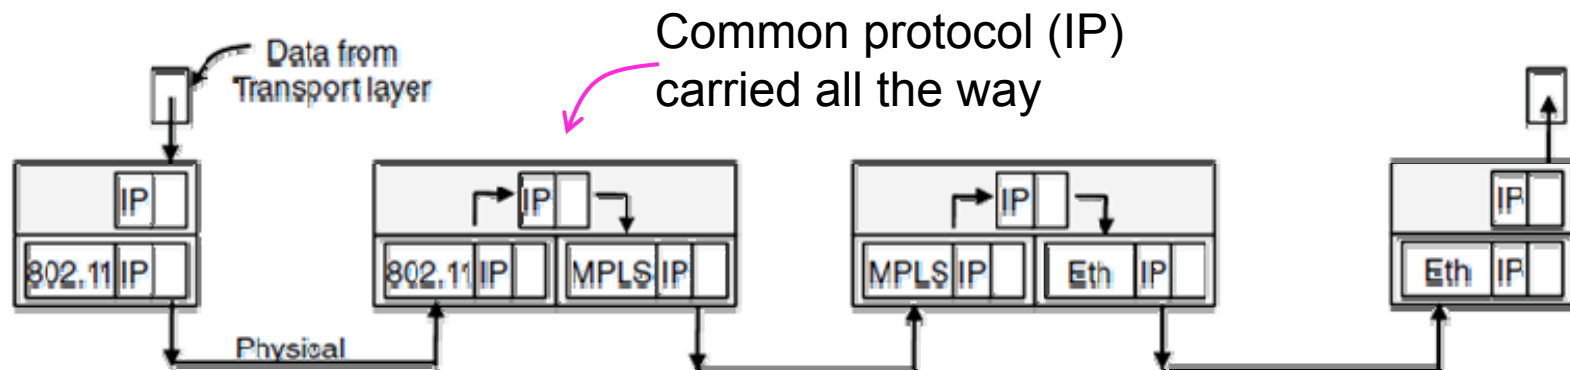 Common protocol (IP)
carried all the way
Data from
Transport layer
IP
IP
IP
IP
802.11 IP
802.11 IP MPLS IP
MPLS IP Eth IP
Eth IP
Physical